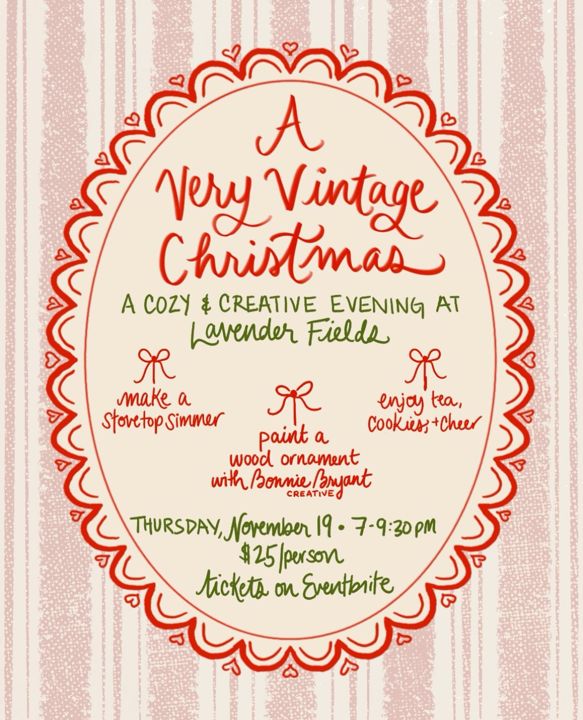 A
Very Vintage
Christmas
A COZY & CREATIVE EVENING AT
Lavender Fields
make a
stovetop simmer
paint a
wood ornament
with Bonnie Bryant
CREATIVE
enjoy tea,
cookies, + cheer
THURSDAY, November 19 • 7-9:30 PM
$25/person
tickets on Eventbrite